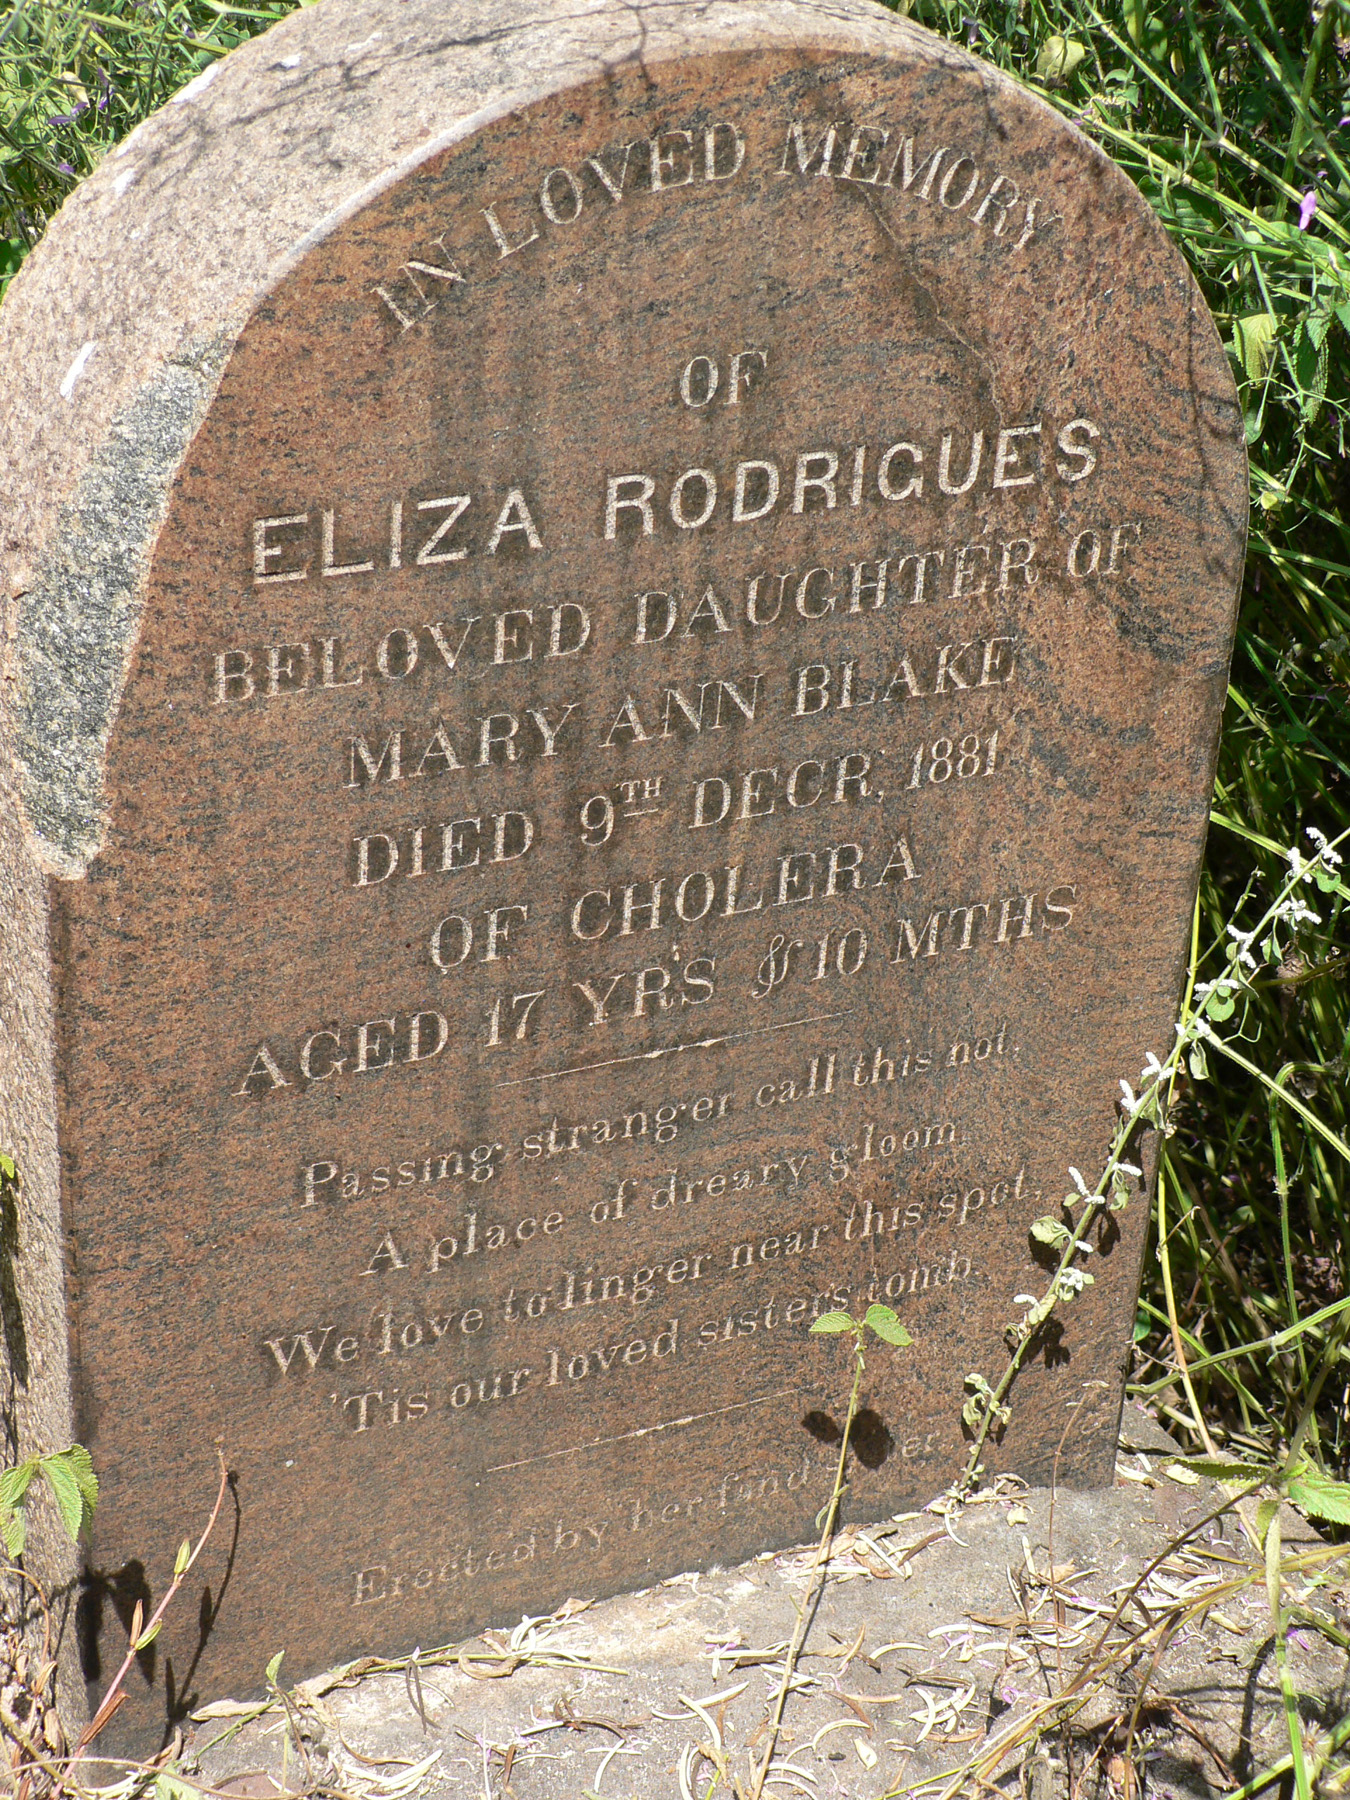 IN LOVED MEMORY
OF
ELIZA RODRIGUES
BELOVED DAUGHTER OF
MARY ANN BLAKE
DIED 9TH DECR, 1881
OF CHOLERA
AGED 17 YR'S & 10 MTHS
Passing stranger call this not.
A place of dreary gloom.
We love to linger near this spot,
'Tis our loved sister's tomb.
Erected by her fond